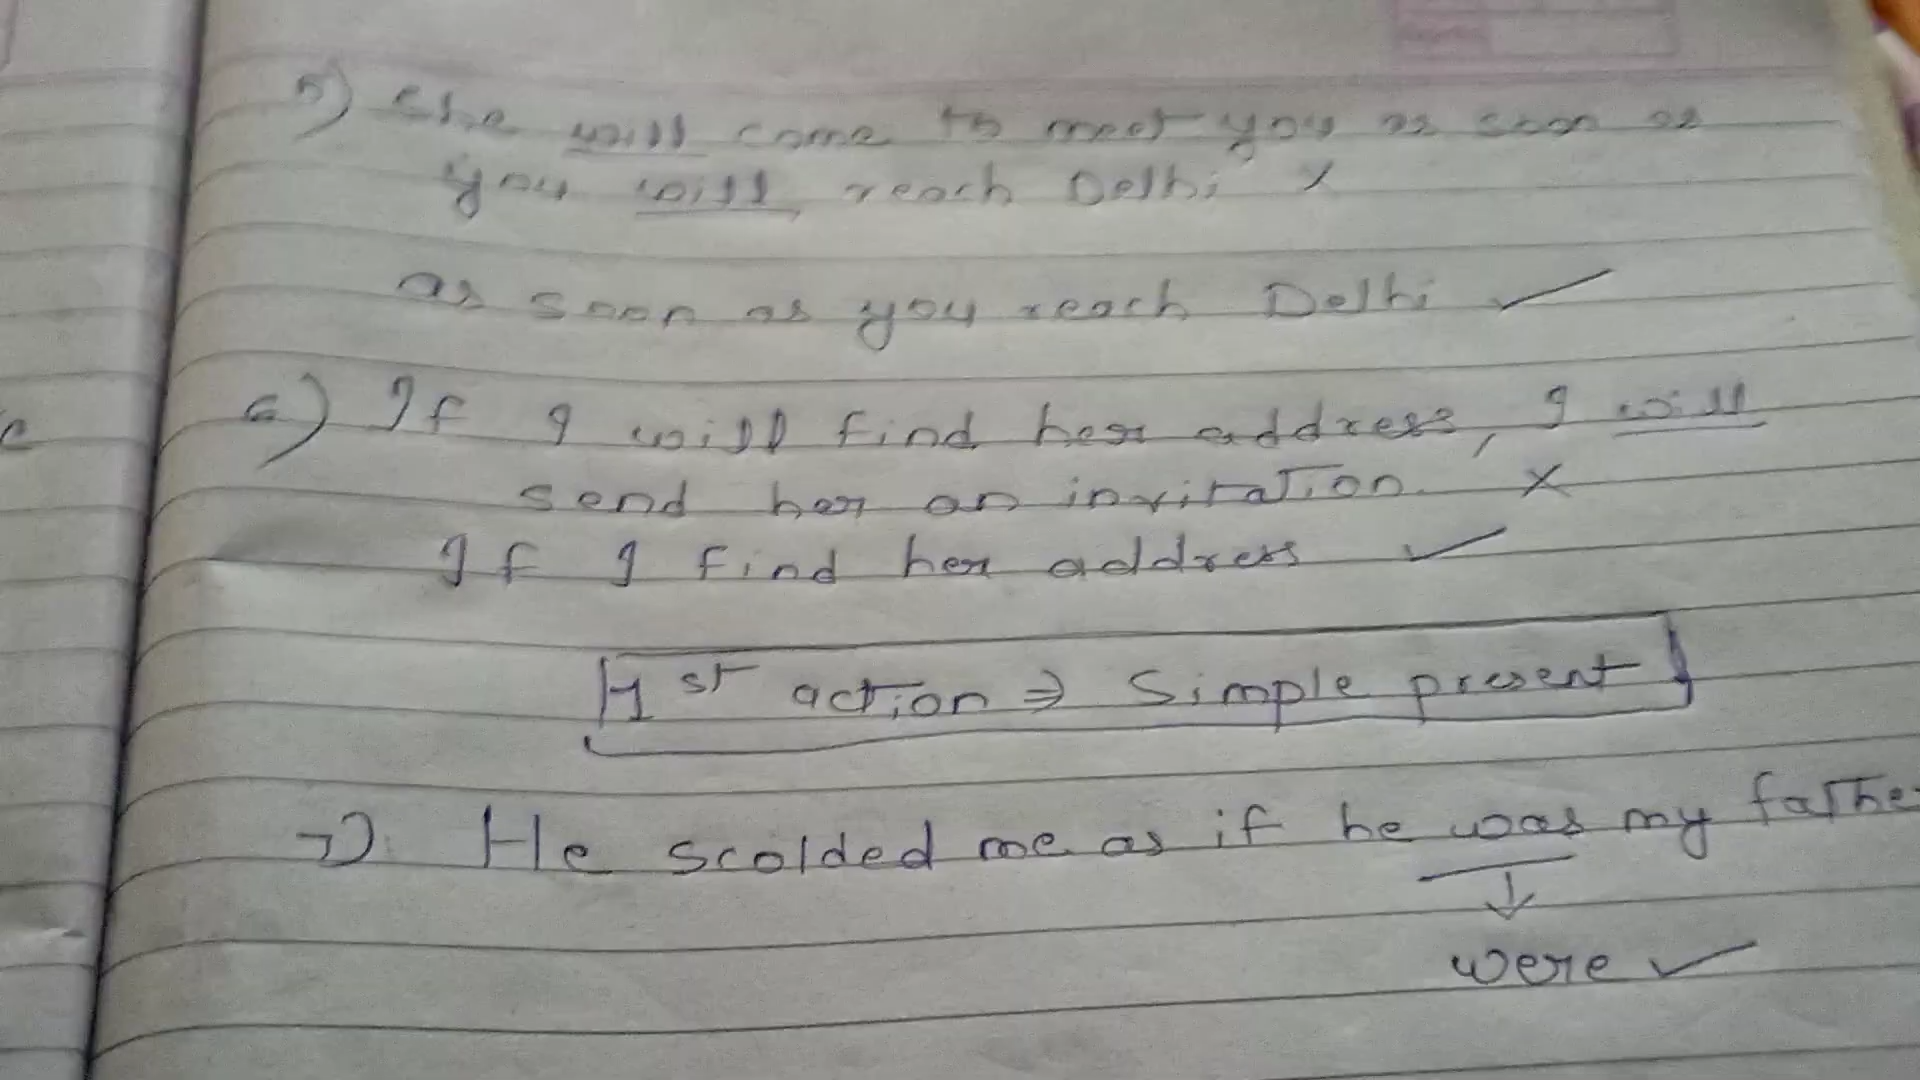 5) She will come to meet you as soon as
you will reach Delhi x
as soon as you reach Delhi ✓
6) If I will find her address, I will
send her an invitation. x
If I find her address ✓
1st action ⇒ Simple present
7). He scolded me as if he was my father
↓
were ✓